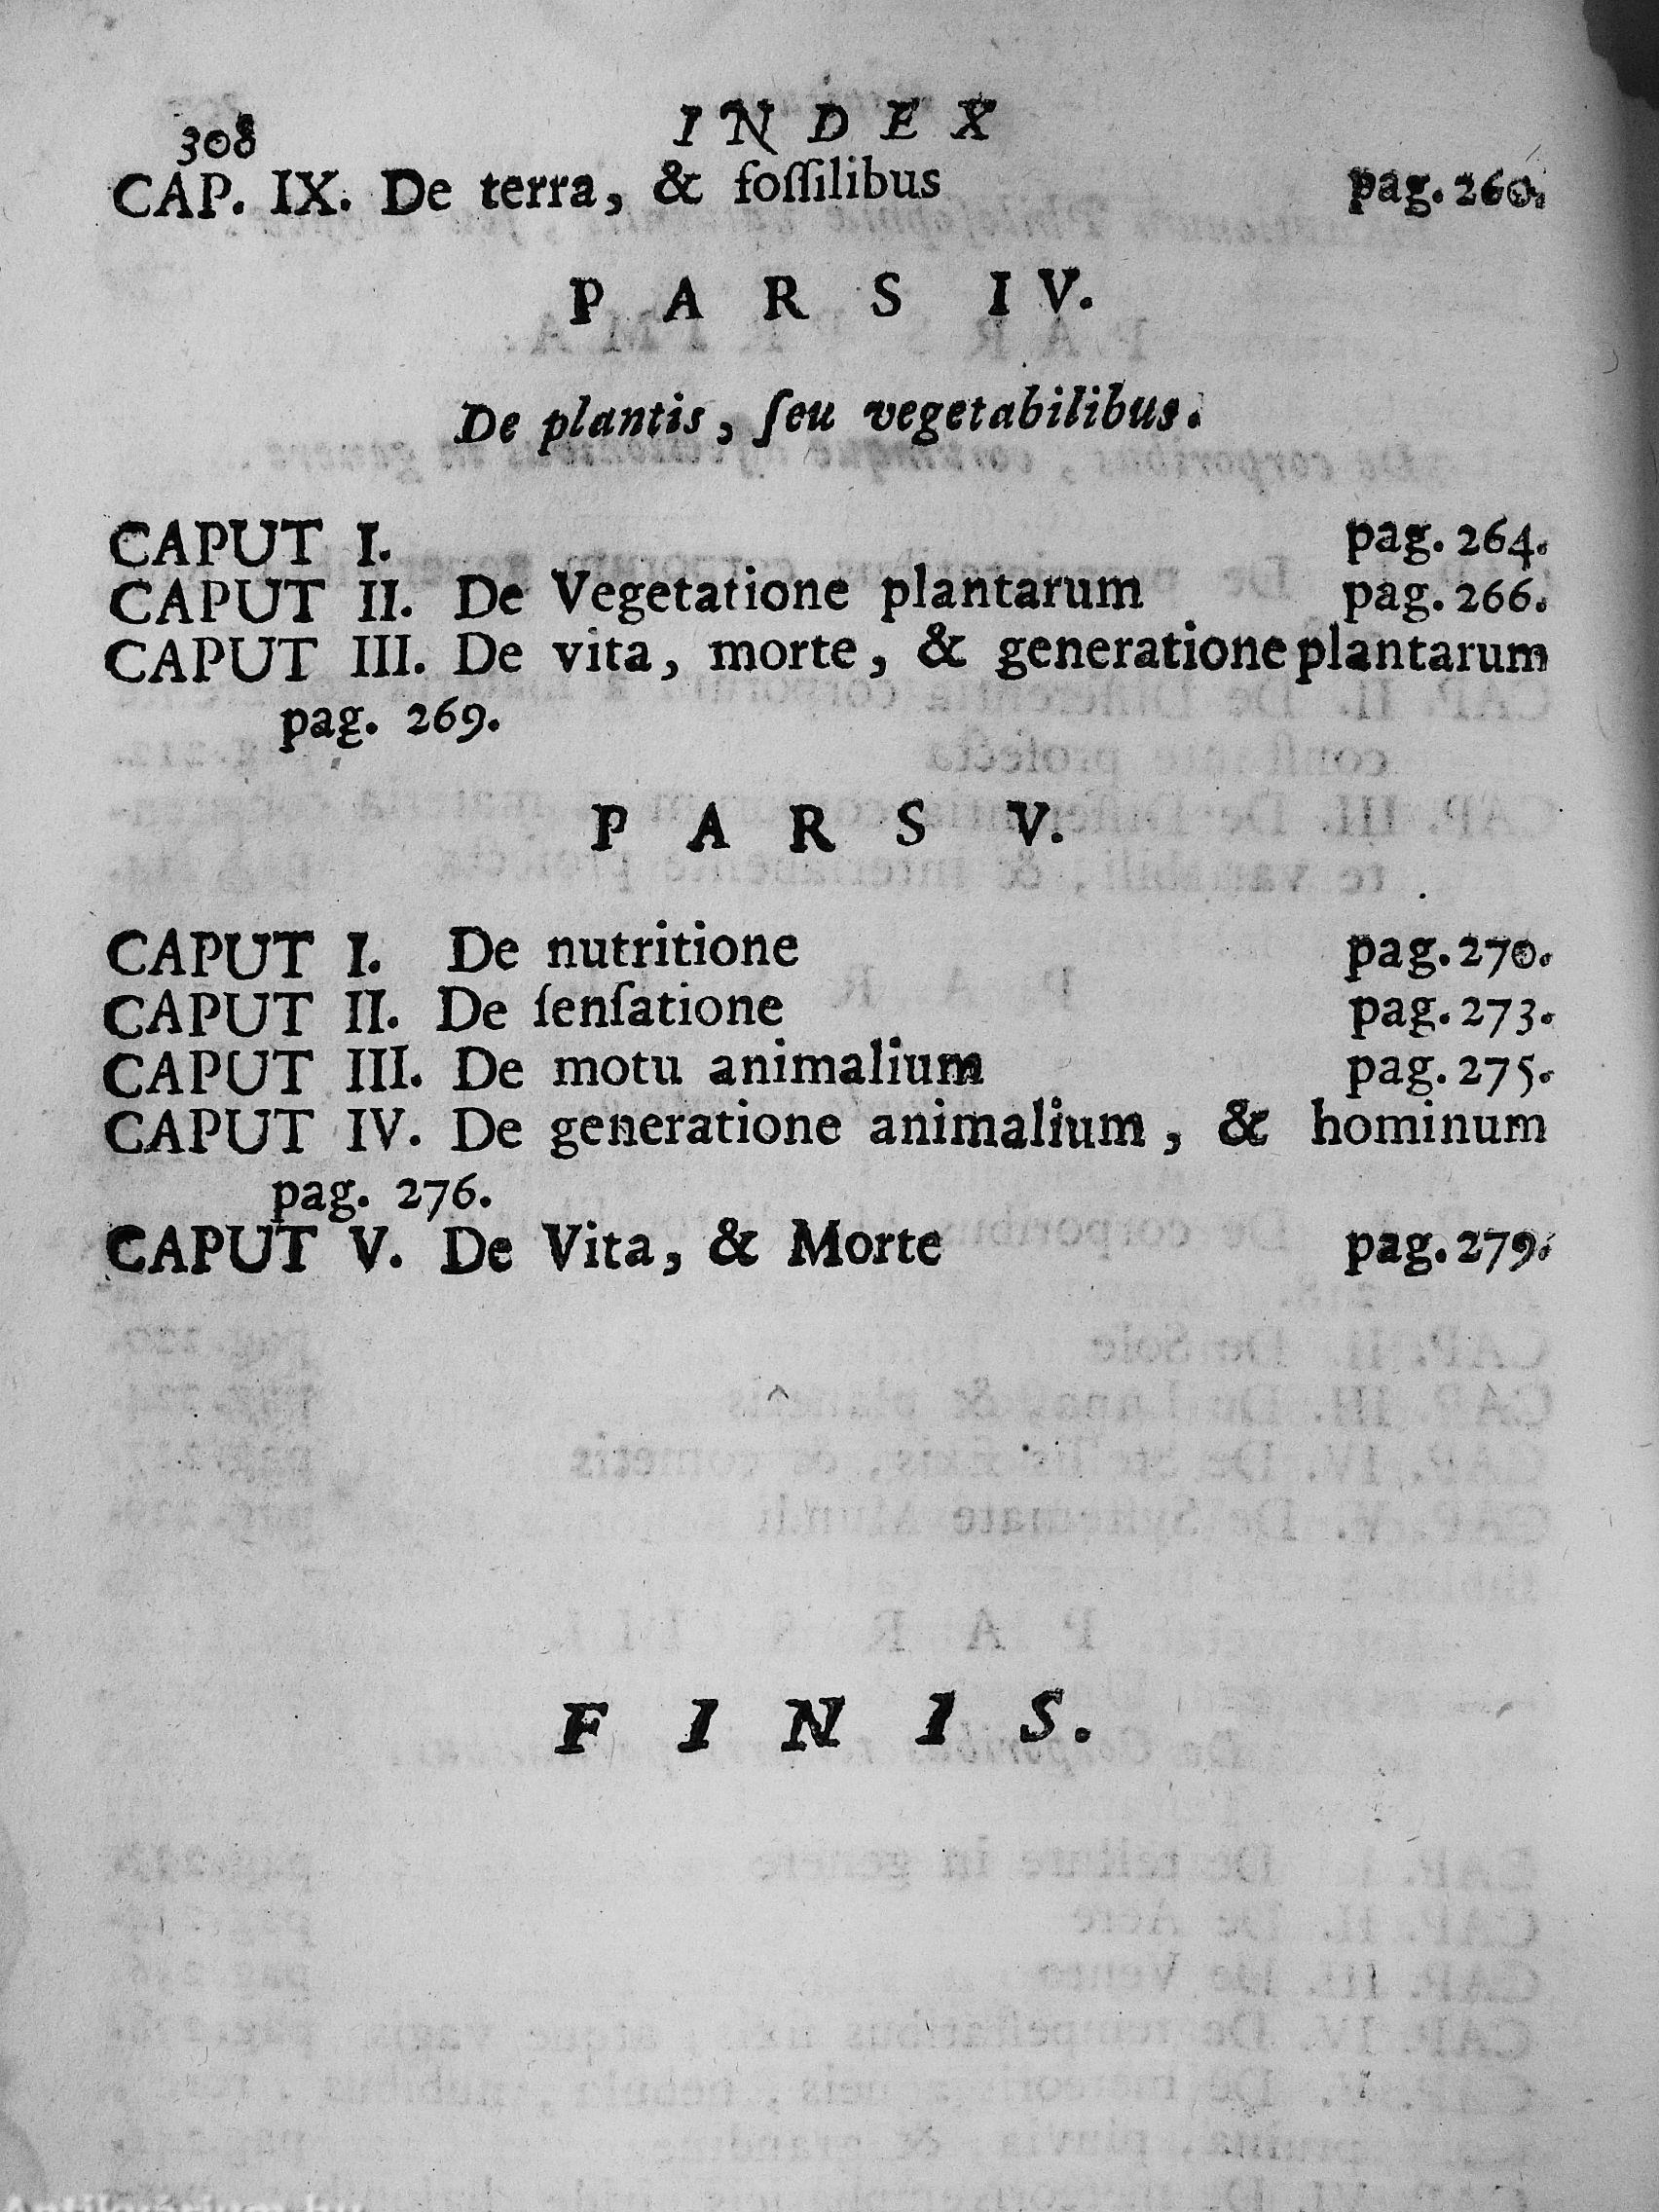 308 INDEX
CAP. IX. De terra, & foſſilibus pag. 260.
PARS IV.
De plantis, ſeu vegetabilibus.
CAPUT I. pag. 264.
CAPUT II. De Vegetatione plantarum pag. 266.
CAPUT III. De vita, morte, & generatione plantarum
pag. 269.
PARS V.
CAPUT I. De nutritione pag. 270.
CAPUT II. De ſenſatione pag. 273.
CAPUT III. De motu animalium pag. 275.
CAPUT IV. De generatione animalium, & hominum
pag. 276.
CAPUT V. De Vita, & Morte pag. 279.
FINIS.